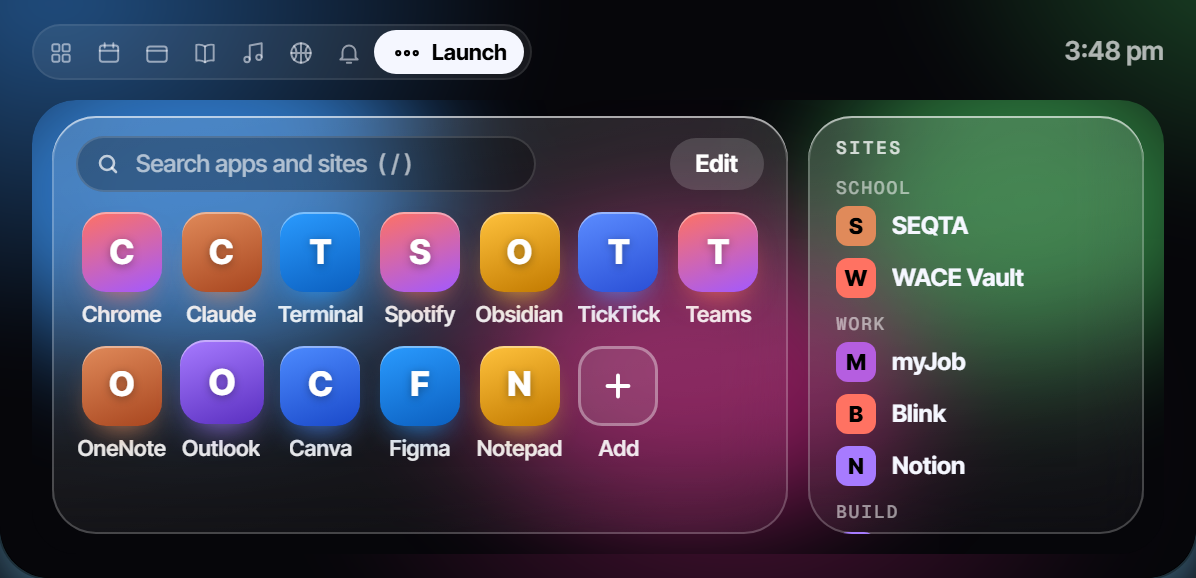 Launch
3:48 pm
Search apps and sites ( / )
Edit
C C T S O T T
Chrome Claude Terminal Spotify Obsidian TickTick Teams
O O C F N +
OneNote Outlook Canva Figma Notepad Add
SITES
SCHOOL
S SEQTA
W WACE Vault
WORK
M myJob
B Blink
N Notion
BUILD